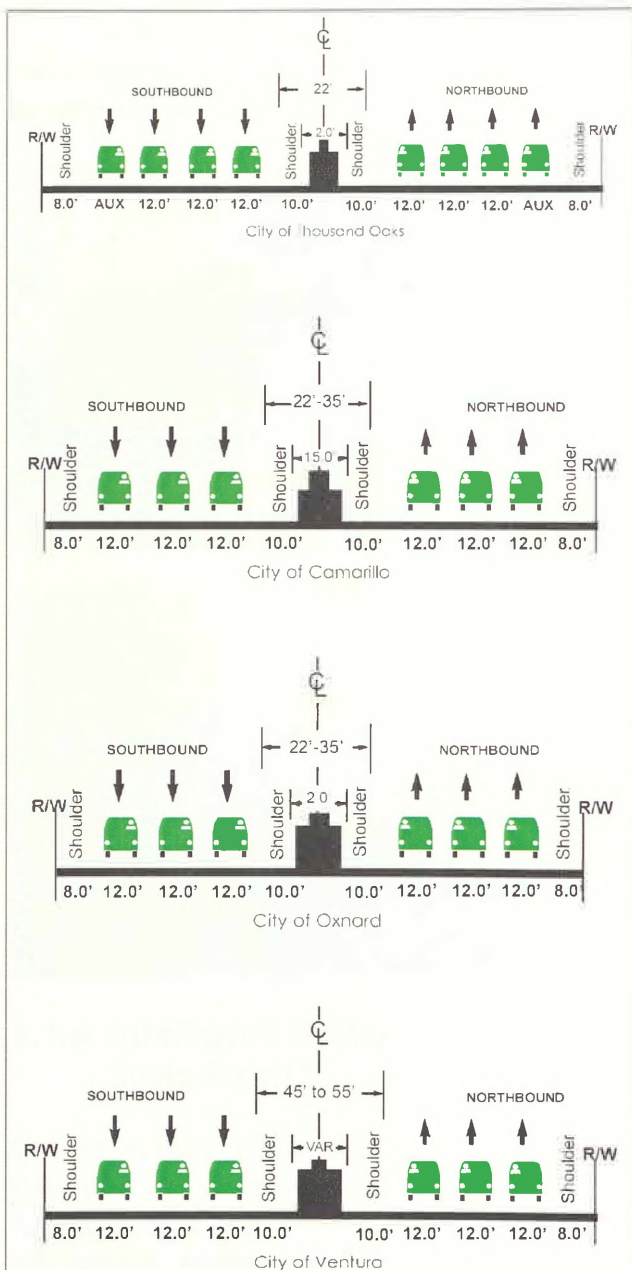 ℄
22'
SOUTHBOUND NORTHBOUND
R/W Shoulder Shoulder 2.0' Shoulder Shoulder R/W
8.0' AUX 12.0' 12.0' 12.0' 10.0' 10.0' 12.0' 12.0' 12.0' AUX 8.0'
City of Thousand Oaks
℄
22'-35'
SOUTHBOUND NORTHBOUND
R/W Shoulder Shoulder 15.0' Shoulder Shoulder R/W
8.0' 12.0' 12.0' 12.0' 10.0' 10.0' 12.0' 12.0' 12.0' 8.0'
City of Camarillo
℄
22'-35'
SOUTHBOUND NORTHBOUND
R/W Shoulder Shoulder 2 0 Shoulder Shoulder R/W
8.0' 12.0' 12.0' 12.0' 10.0' 10.0' 12.0' 12.0' 12.0' 8.0'
City of Oxnard
℄
45' to 55'
SOUTHBOUND NORTHBOUND
R/W Shoulder Shoulder VAR Shoulder Shoulder R/W
8.0' 12.0' 12.0' 12.0' 10.0' 10.0' 12.0' 12.0' 12.0' 8.0'
City of Ventura